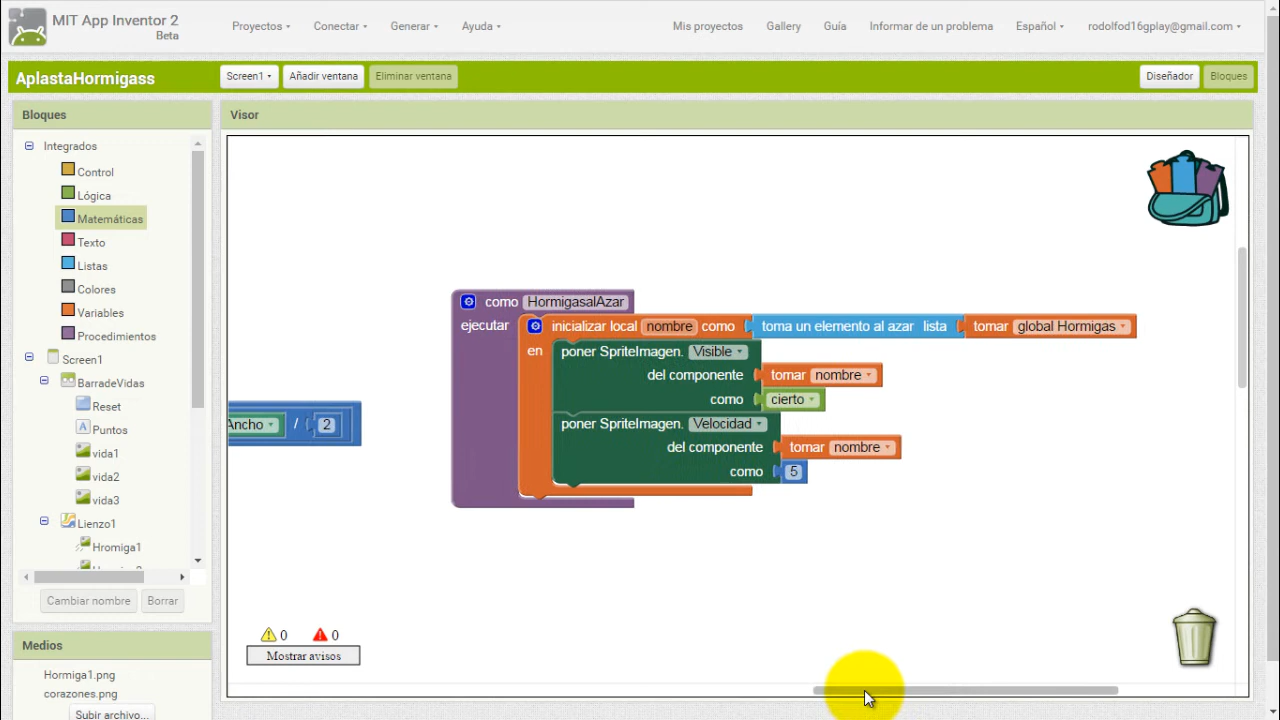 MIT App Inventor 2
Beta
Proyectos Conectar Generar Ayuda Mis proyectos Gallery Guía Informar de un problema Español rodolfod16gplay@gmail.com
AplastaHormigass Screen1 Añadir ventana Eliminar ventana Diseñador Bloques
Bloques
Integrados
Control
Lógica
Matemáticas
Texto
Listas
Colores
Variables
Procedimientos
Screen1
BarradeVidas
Reset
Puntos
vida1
vida2
vida3
Lienzo1
Hromiga1
Cambiar nombre Borrar
Medios
Hormiga1.png
corazones.png
Subir archivo...
Visor
como HormigasalAzar
ejecutar inicializar local nombre como toma un elemento al azar lista tomar global Hormigas
en poner SpriteImagen. Visible
del componente tomar nombre
como cierto
poner SpriteImagen. Velocidad
del componente tomar nombre
como 5
Ancho / 2
0 0
Mostrar avisos